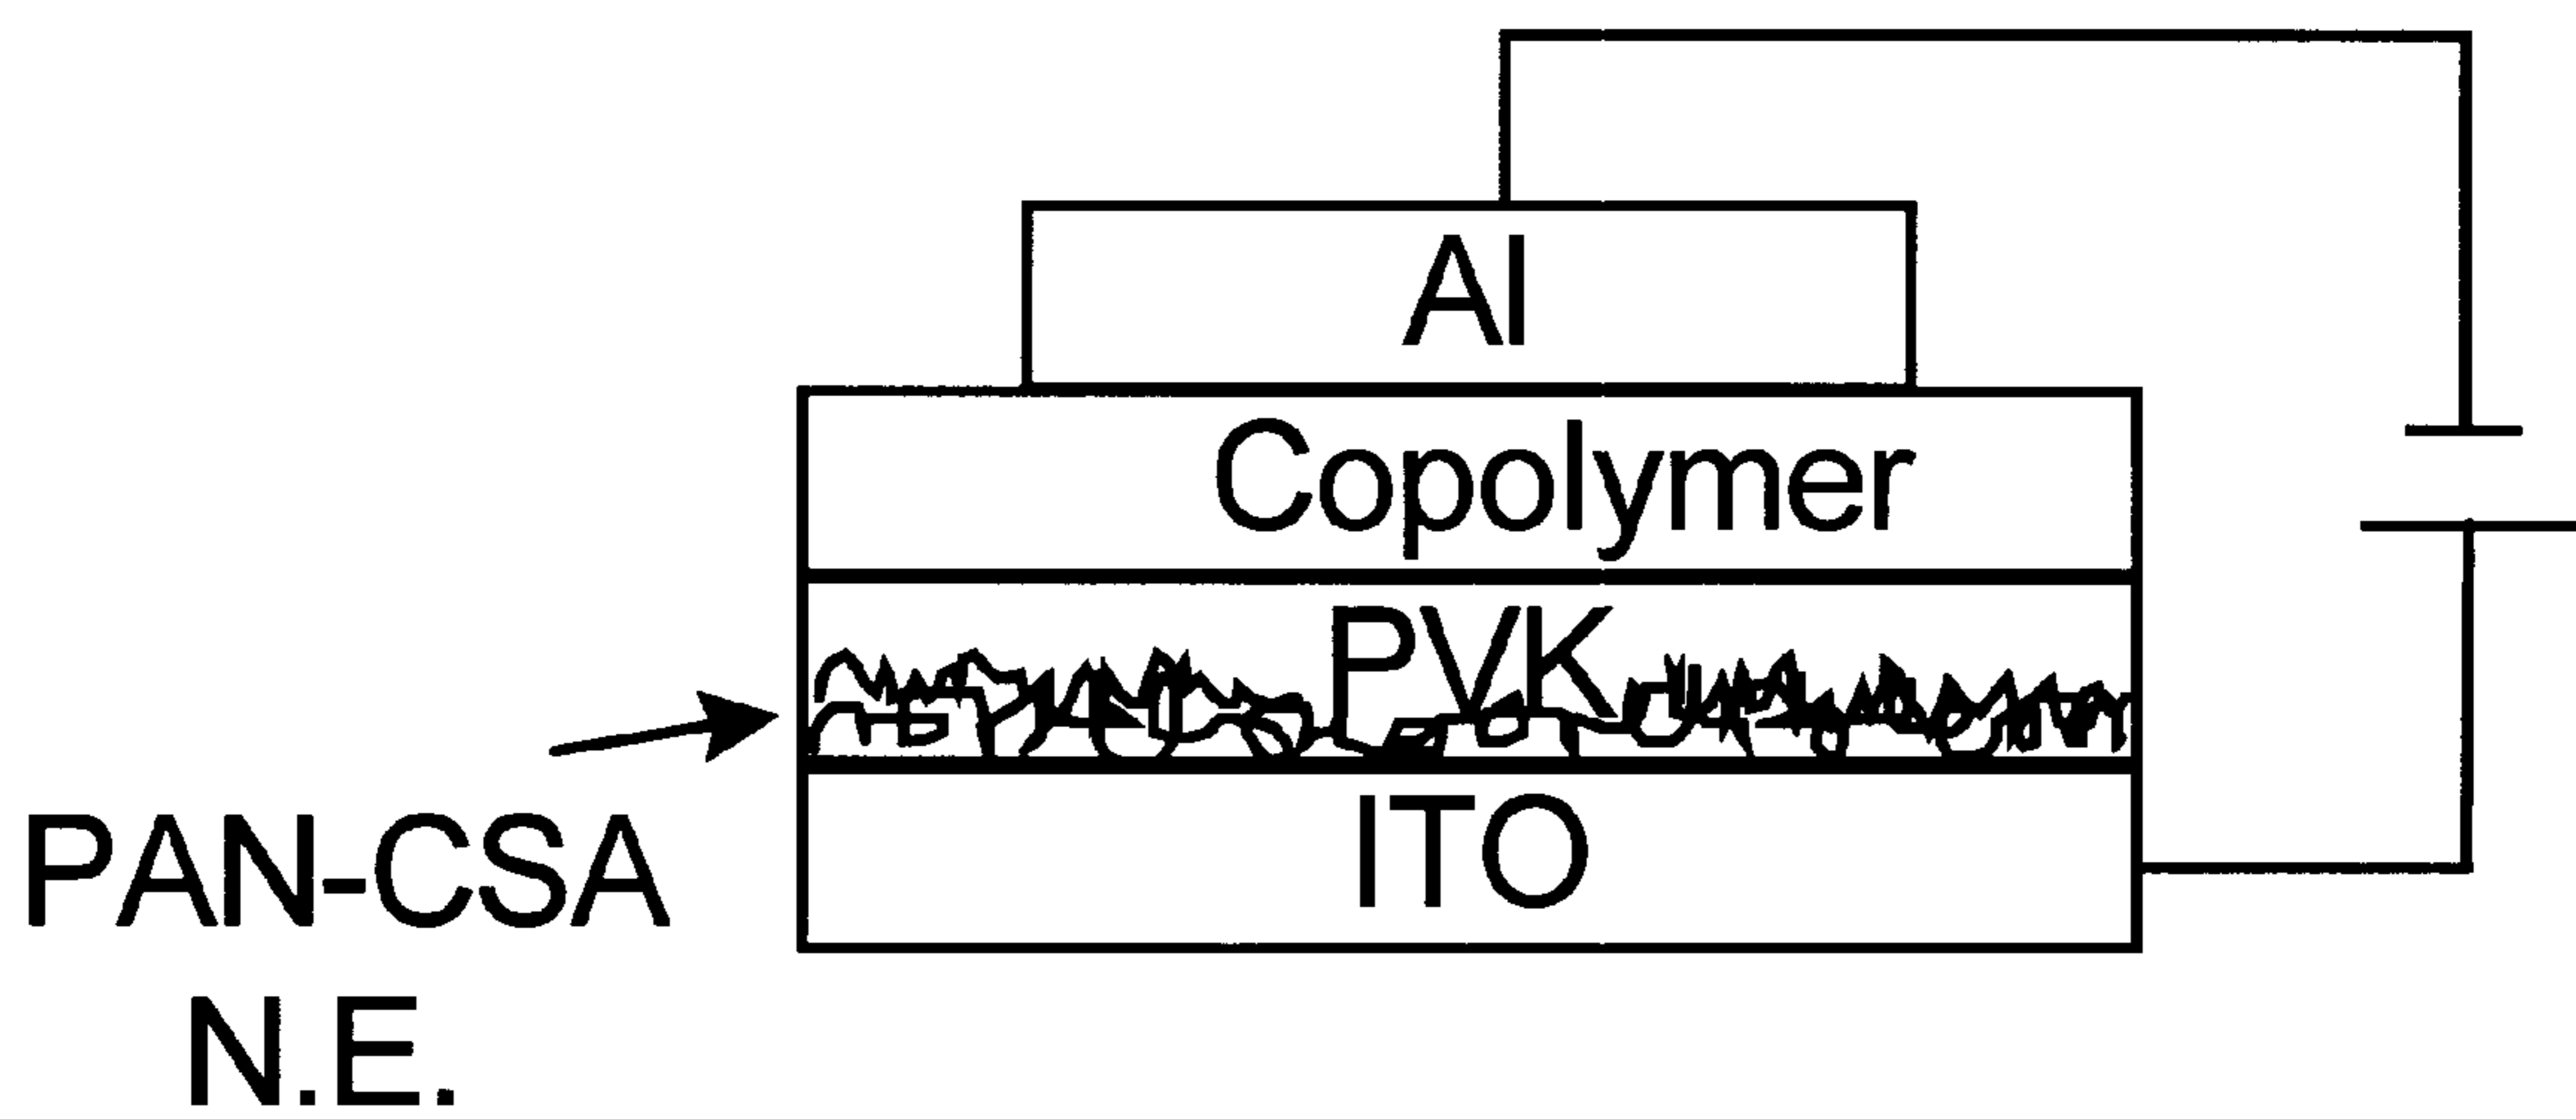 Al
Copolymer
PVK
ITO
PAN-CSA
N.E.